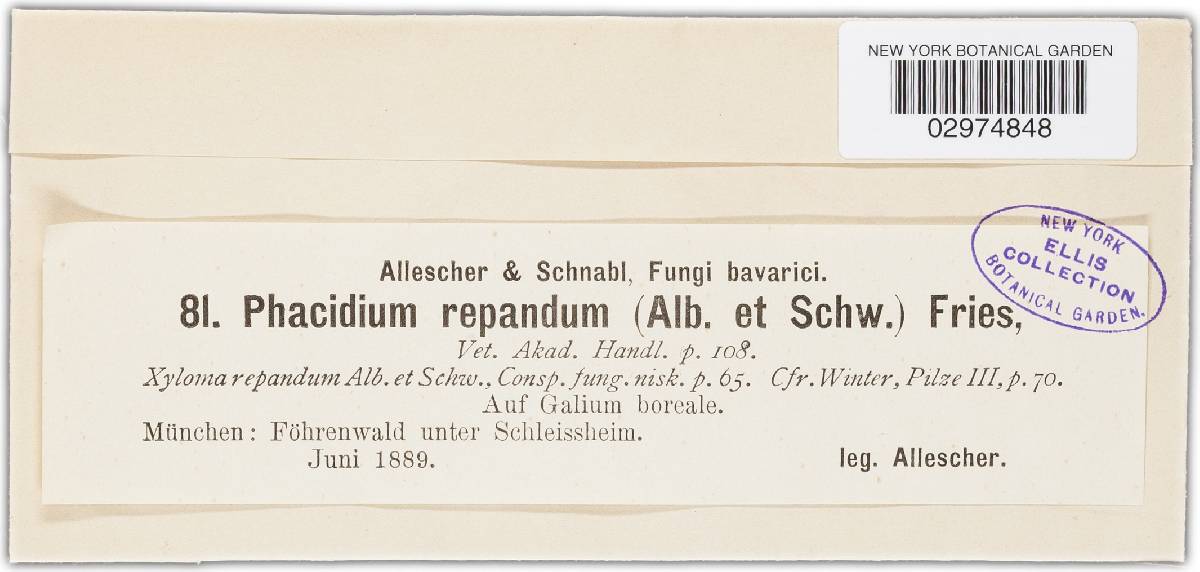 NEW YORK BOTANICAL GARDEN
02974848
NEW YORK
ELLIS
COLLECTION
BOTANICAL GARDEN.
Allescher & Schnabl, Fungi bavarici.
81. Phacidium repandum (Alb. et Schw.) Fries,
Vet. Akad. Handl. p. 108.
Xyloma repandum Alb. et Schw., Consp. fung. nisk. p. 65. Cfr. Winter, Pilze III, p. 70.
Auf Galium boreale.
München: Föhrenwald unter Schleissheim.
Juni 1889.
leg. Allescher.